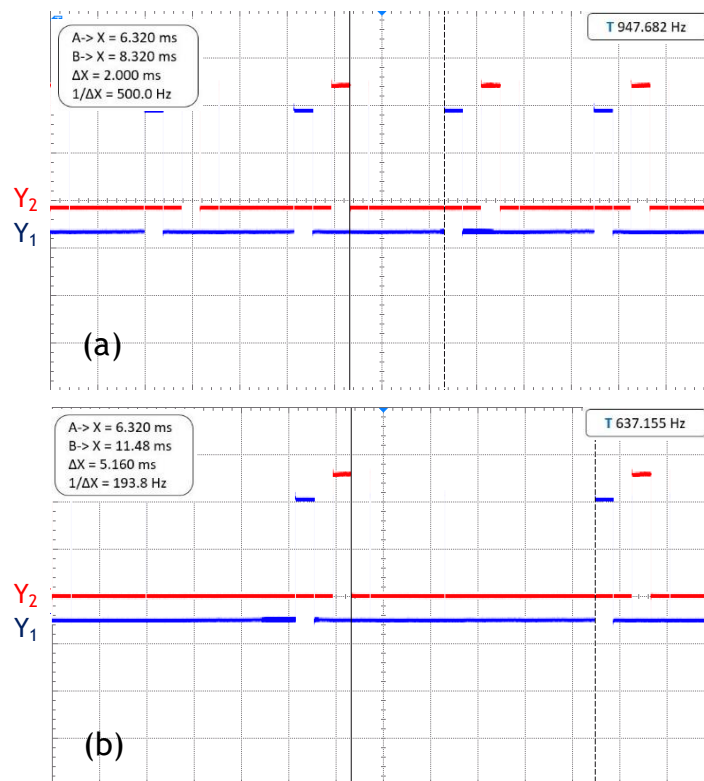 A-> X = 6.320 ms
B-> X = 8.320 ms
ΔX = 2.000 ms
1/ΔX = 500.0 Hz
T 947.682 Hz
Y₂
Y₁
(a)
A-> X = 6.320 ms
B-> X = 11.48 ms
ΔX = 5.160 ms
1/ΔX = 193.8 Hz
T 637.155 Hz
Y₂
Y₁
(b)